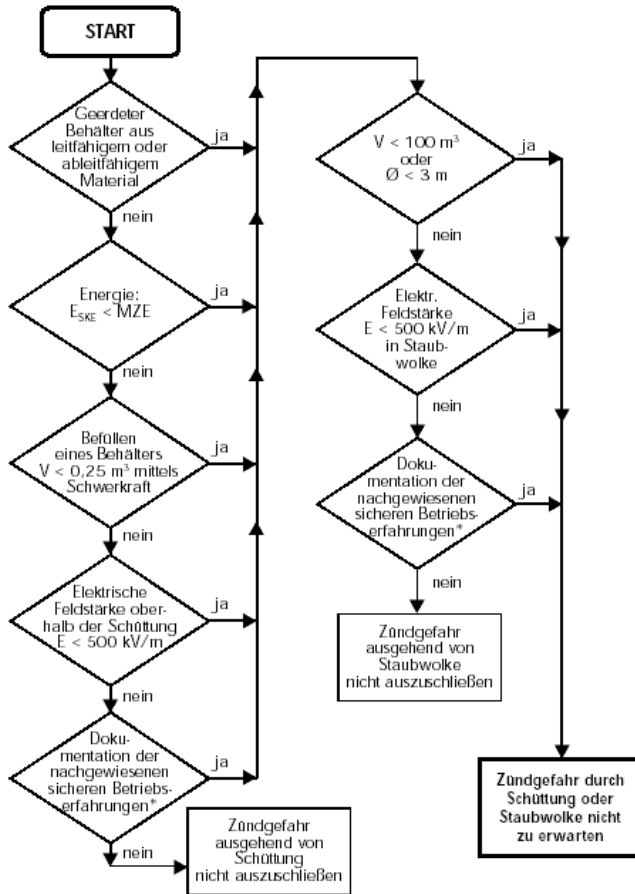 START
Geerdeter
Behälter aus
leitfähigem oder
ableitfähigem
Material
ja
nein
Energie:
E_SKE < MZE
ja
nein
Befüllen
eines Behälters
V < 0,25 m³ mittels
Schwerkraft
ja
nein
Elektrische
Feldstärke ober-
halb der Schüttung
E < 500 kV/m
ja
nein
Doku-
mentation der
nachgewiesenen
sicheren Betriebs-
erfahrungen*
ja
nein
Zündgefahr
ausgehend von
Schüttung
nicht auszuschließen
V < 100 m³
oder
Ø < 3 m
ja
nein
Elektr.
Feldstärke
E < 500 kV/m
in Staub-
wolke
ja
nein
Doku-
mentation der
nachgewiesenen
sicheren Betriebs-
erfahrungen*
ja
nein
Zündgefahr
ausgehend von
Staubwolke
nicht auszuschließen
Zündgefahr durch
Schüttung oder
Staubwolke nicht
zu erwarten